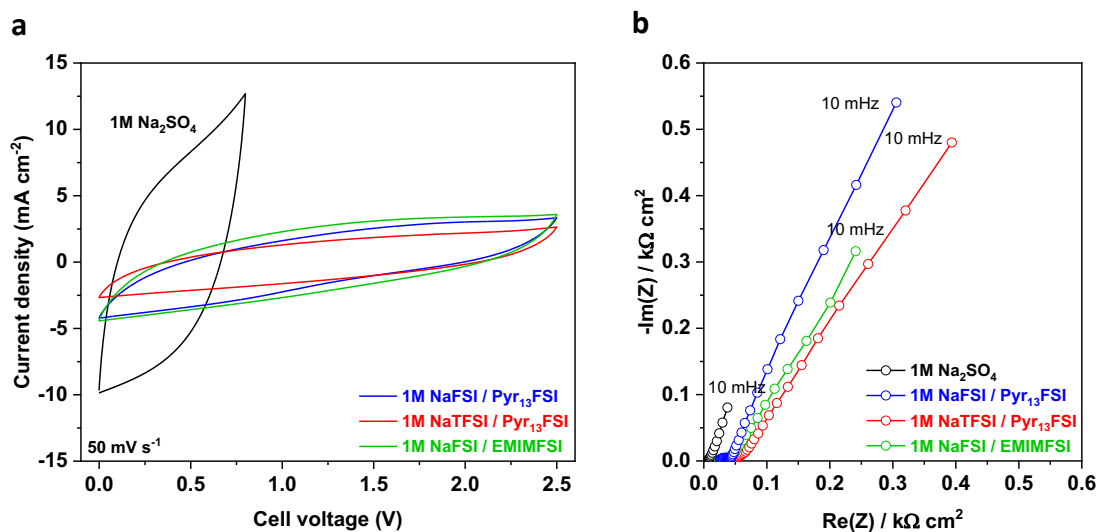 a
15
10
5
0
-5
-10
-15
Current density (mA cm⁻²)
1M Na₂SO₄
1M NaFSI / Pyr₁₃FSI
1M NaTFSI / Pyr₁₃FSI
1M NaFSI / EMIMFSI
50 mV s⁻¹
0.0 0.5 1.0 1.5 2.0 2.5
Cell voltage (V)
b
0.6
0.5
0.4
0.3
0.2
0.1
0.0
-Im(Z) / kΩ cm²
10 mHz
10 mHz
10 mHz
10 mHz
1M Na₂SO₄
1M NaFSI / Pyr₁₃FSI
1M NaTFSI / Pyr₁₃FSI
1M NaFSI / EMIMFSI
0.0 0.1 0.2 0.3 0.4 0.5 0.6
Re(Z) / kΩ cm²